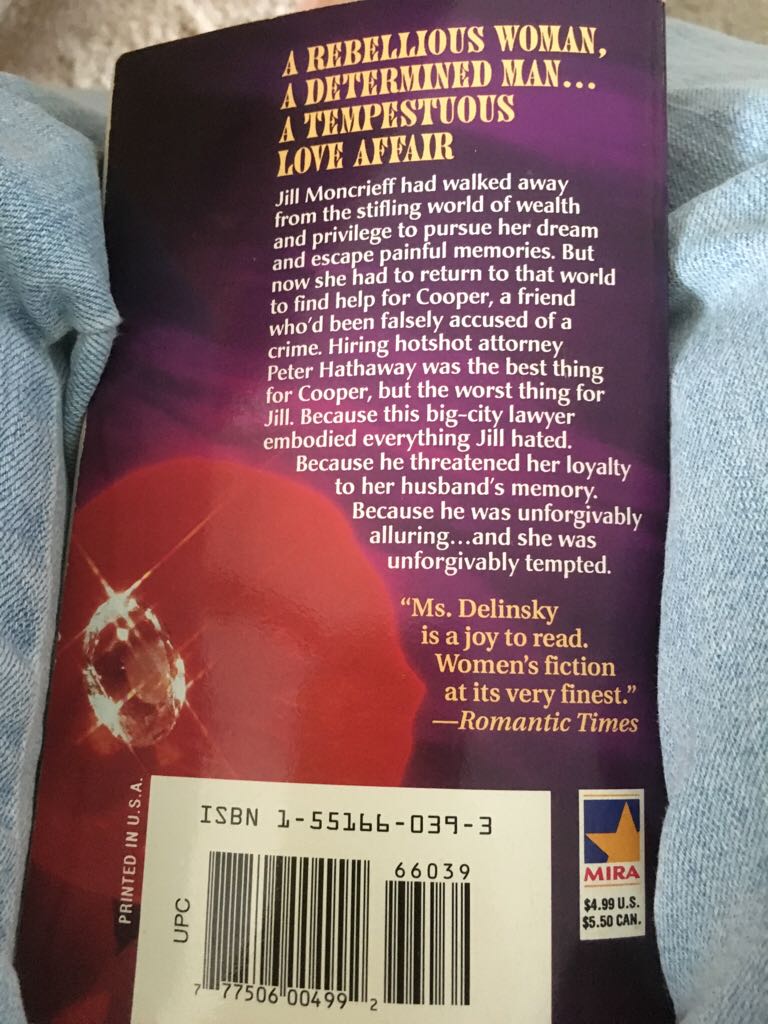 A REBELLIOUS WOMAN,
A DETERMINED MAN...
A TEMPESTUOUS
LOVE AFFAIR
Jill Moncrieff had walked away
from the stifling world of wealth
and privilege to pursue her dream
and escape painful memories. But
now she had to return to that world
to find help for Cooper, a friend
who'd been falsely accused of a
crime. Hiring hotshot attorney
Peter Hathaway was the best thing
for Cooper, but the worst thing for
Jill. Because this big-city lawyer
embodied everything Jill hated.
Because he threatened her loyalty
to her husband's memory.
Because he was unforgivably
alluring...and she was
unforgivably tempted.
"Ms. Delinsky
is a joy to read.
Women's fiction
at its very finest."
—Romantic Times
PRINTED IN U.S.A.
ISBN 1-55166-039-3
66039
UPC
7 77506 00499 2
MIRA
$4.99 U.S.
$5.50 CAN.